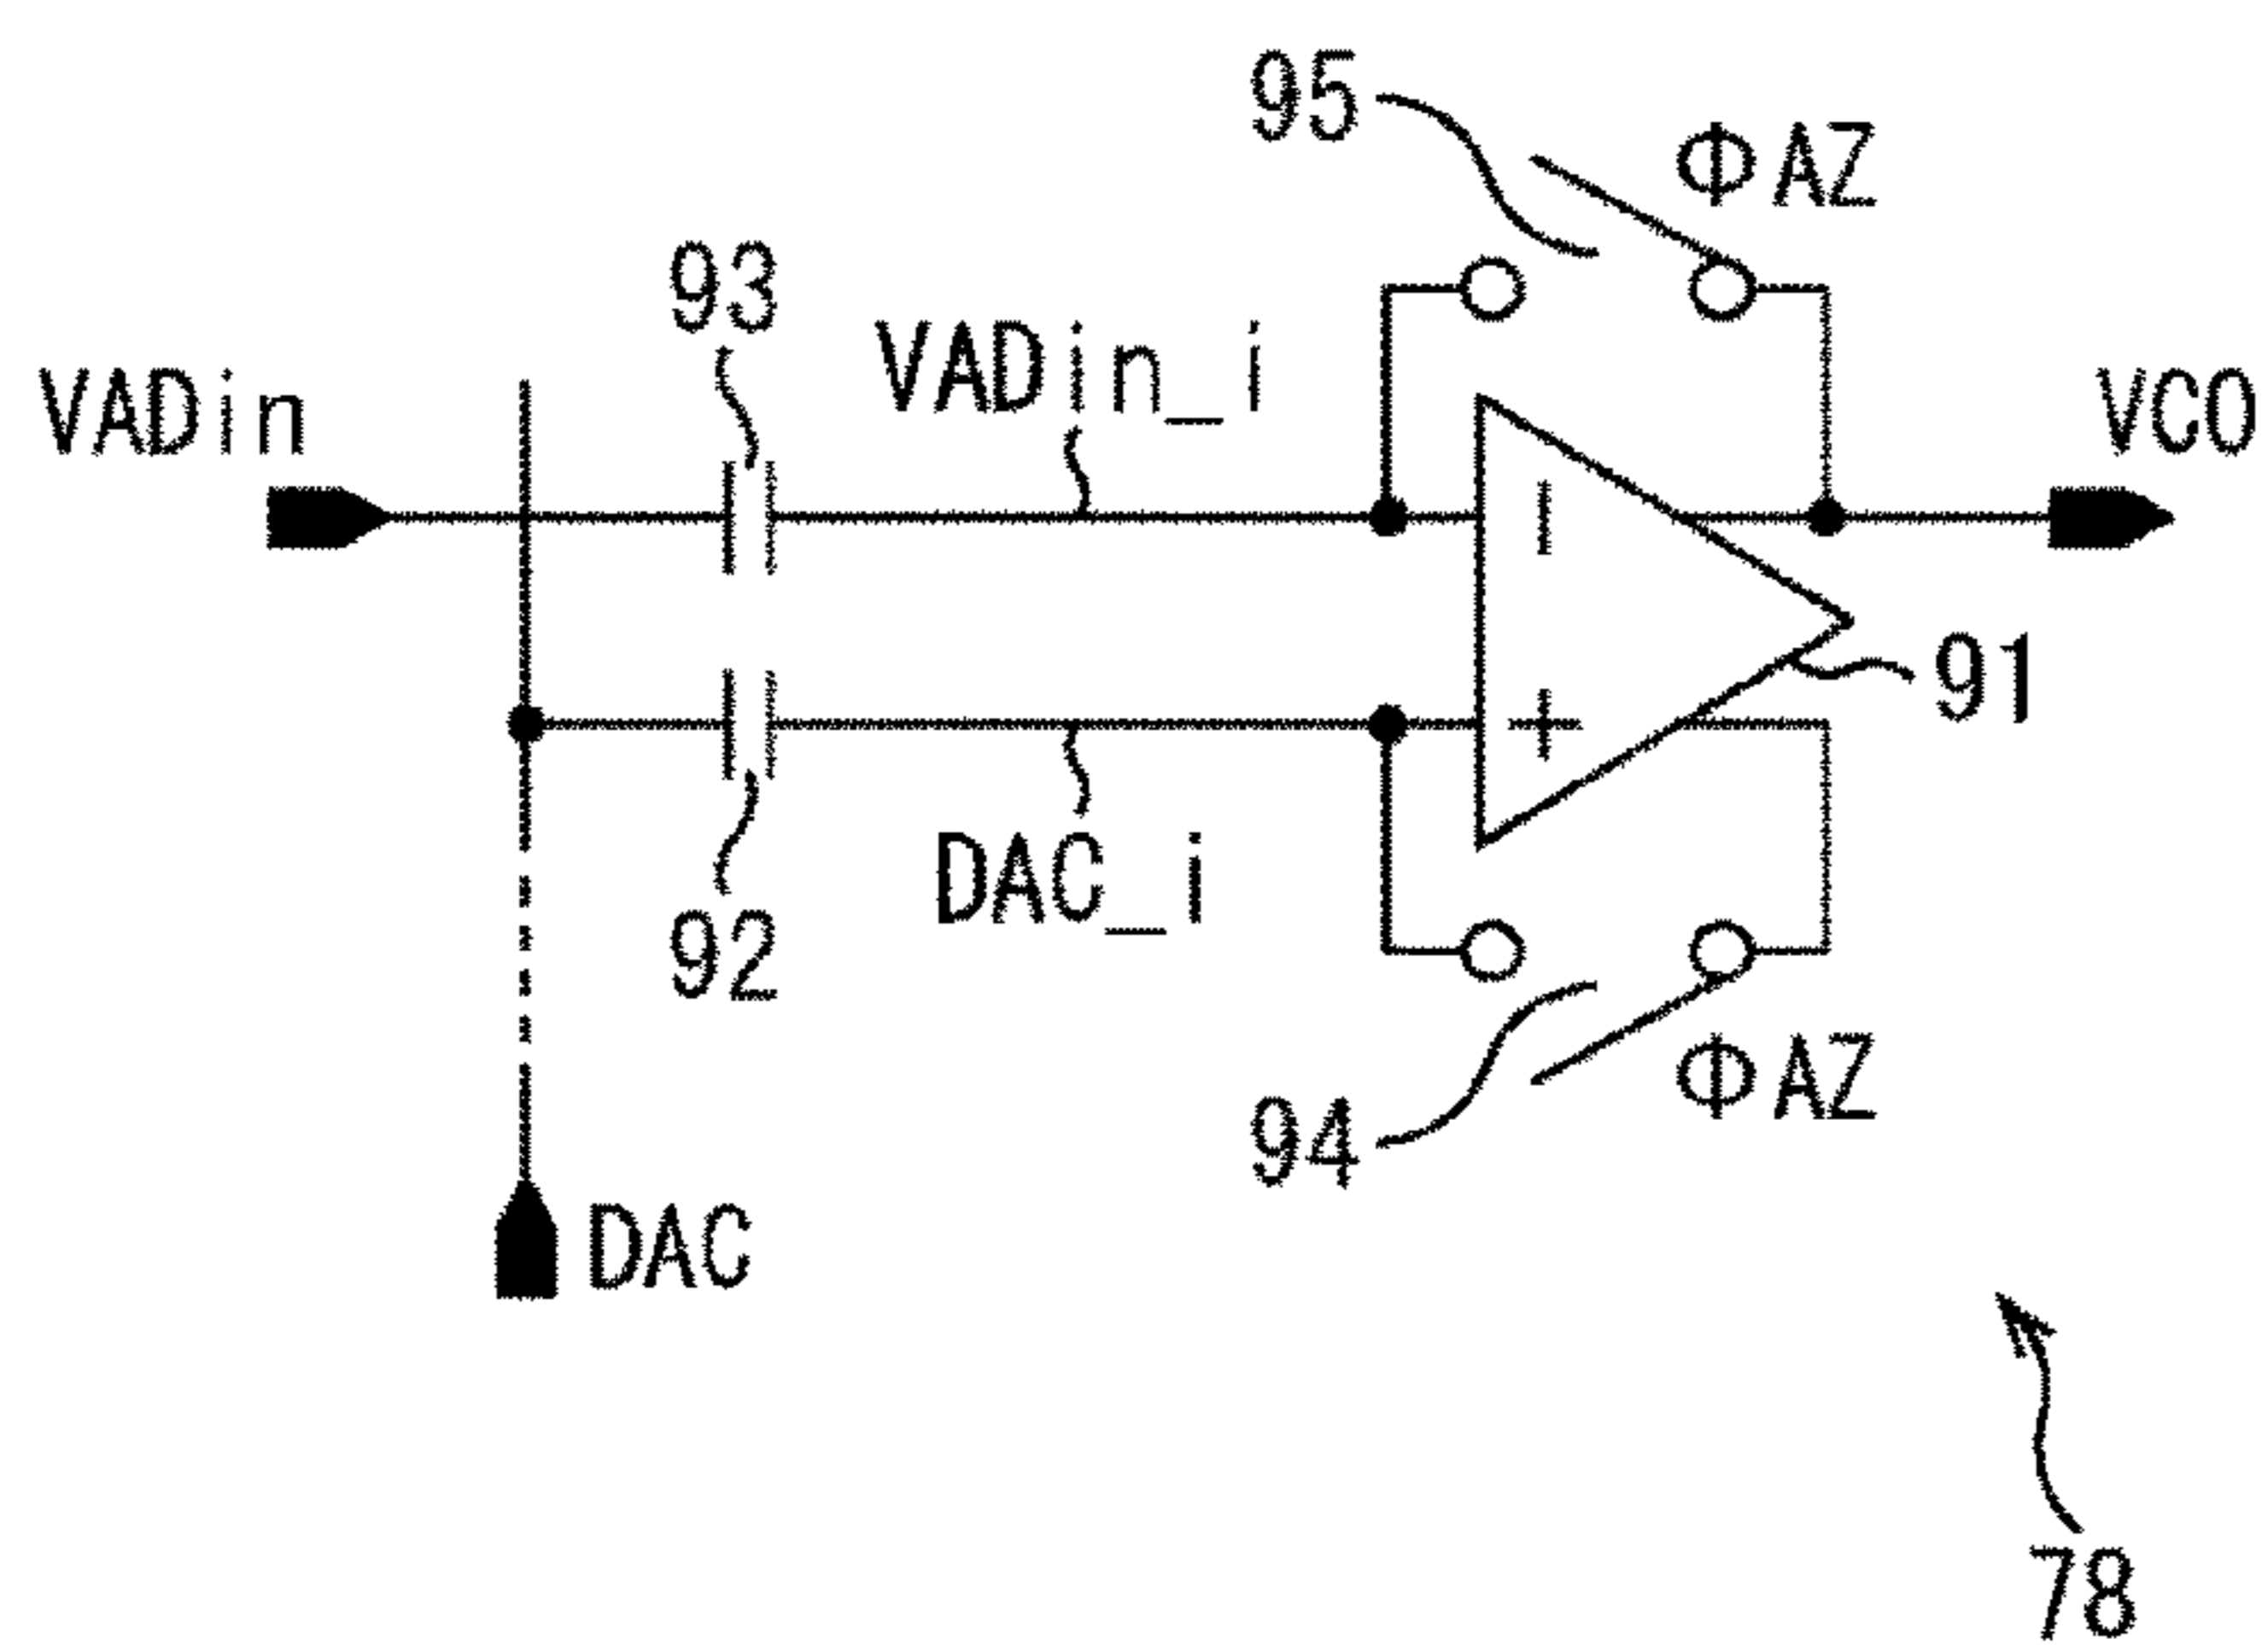 95
ΦAZ
93
VADin_i
VADin
VCO
91
92
DAC_i
94
ΦAZ
DAC
78